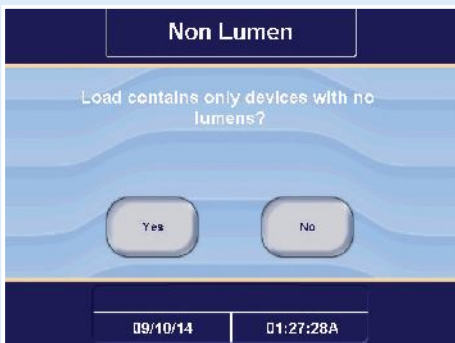 Non Lumen
Load contains only devices with no
lumens?
Yes No
09/10/14 01:27:28A